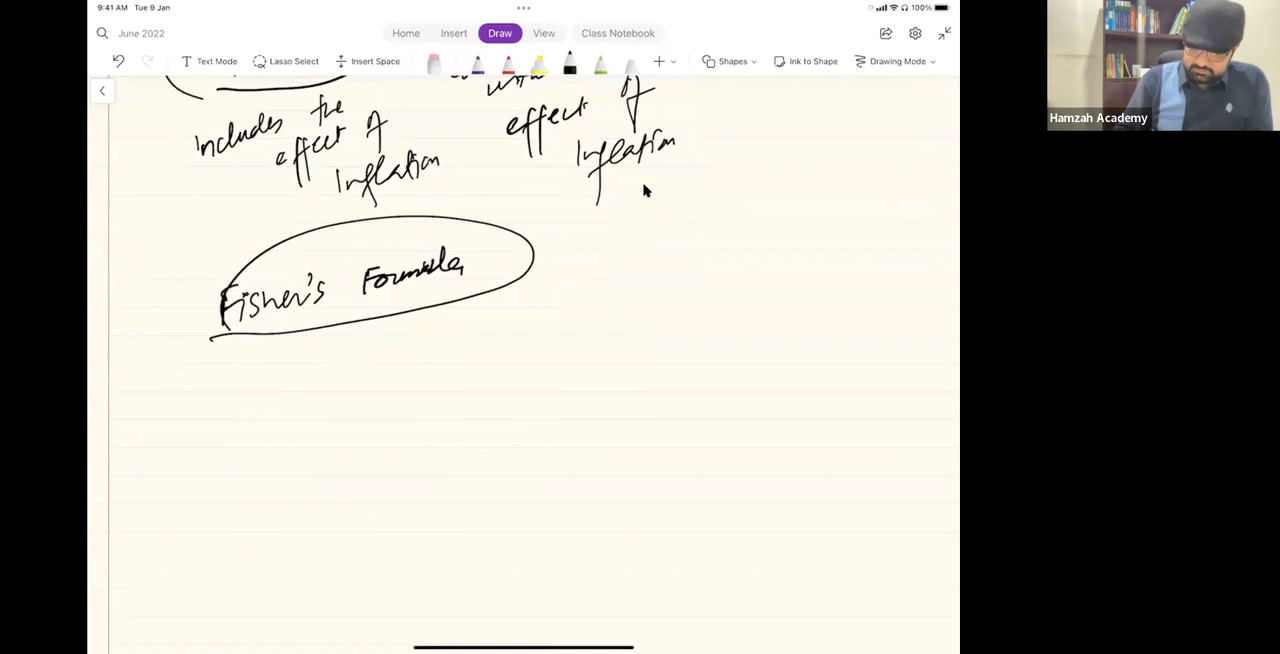 9:41 AM Tue 9 Jan
100%
June 2022
Home Insert Draw View Class Notebook
Text Mode Lasso Select Insert Space Shapes Ink to Shape Drawing Mode
includes the
effect of
inflation
effect of
inflation
Fisher's Formula
Hamzah Academy